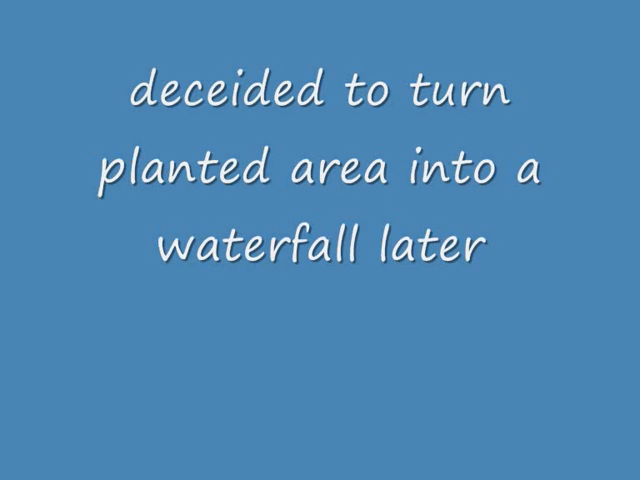 deceided to turn
planted area into a
waterfall later